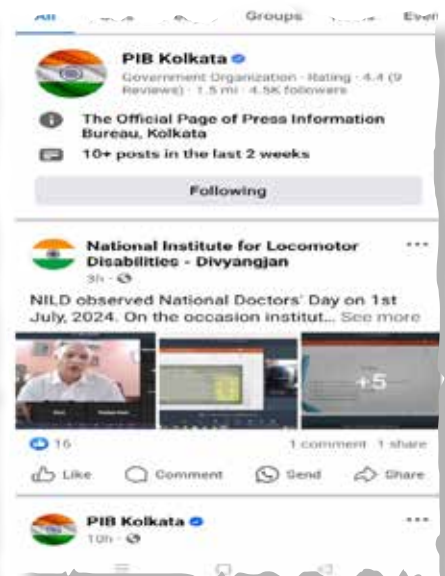 All
Groups
PIB Kolkata
Government Organization · Rating · 4.4 (9
Reviews) · 1.5 mi · 4.5K followers
The Official Page of Press Information
Bureau, Kolkata
10+ posts in the last 2 weeks
Following
National Institute for Locomotor
Disabilities - Divyangjan
3h ·
NILD observed National Doctors' Day on 1st
July, 2024. On the occasion institut... See more
+5
16 1 comment 1 share
Like Comment Send Share
PIB Kolkata
10h ·